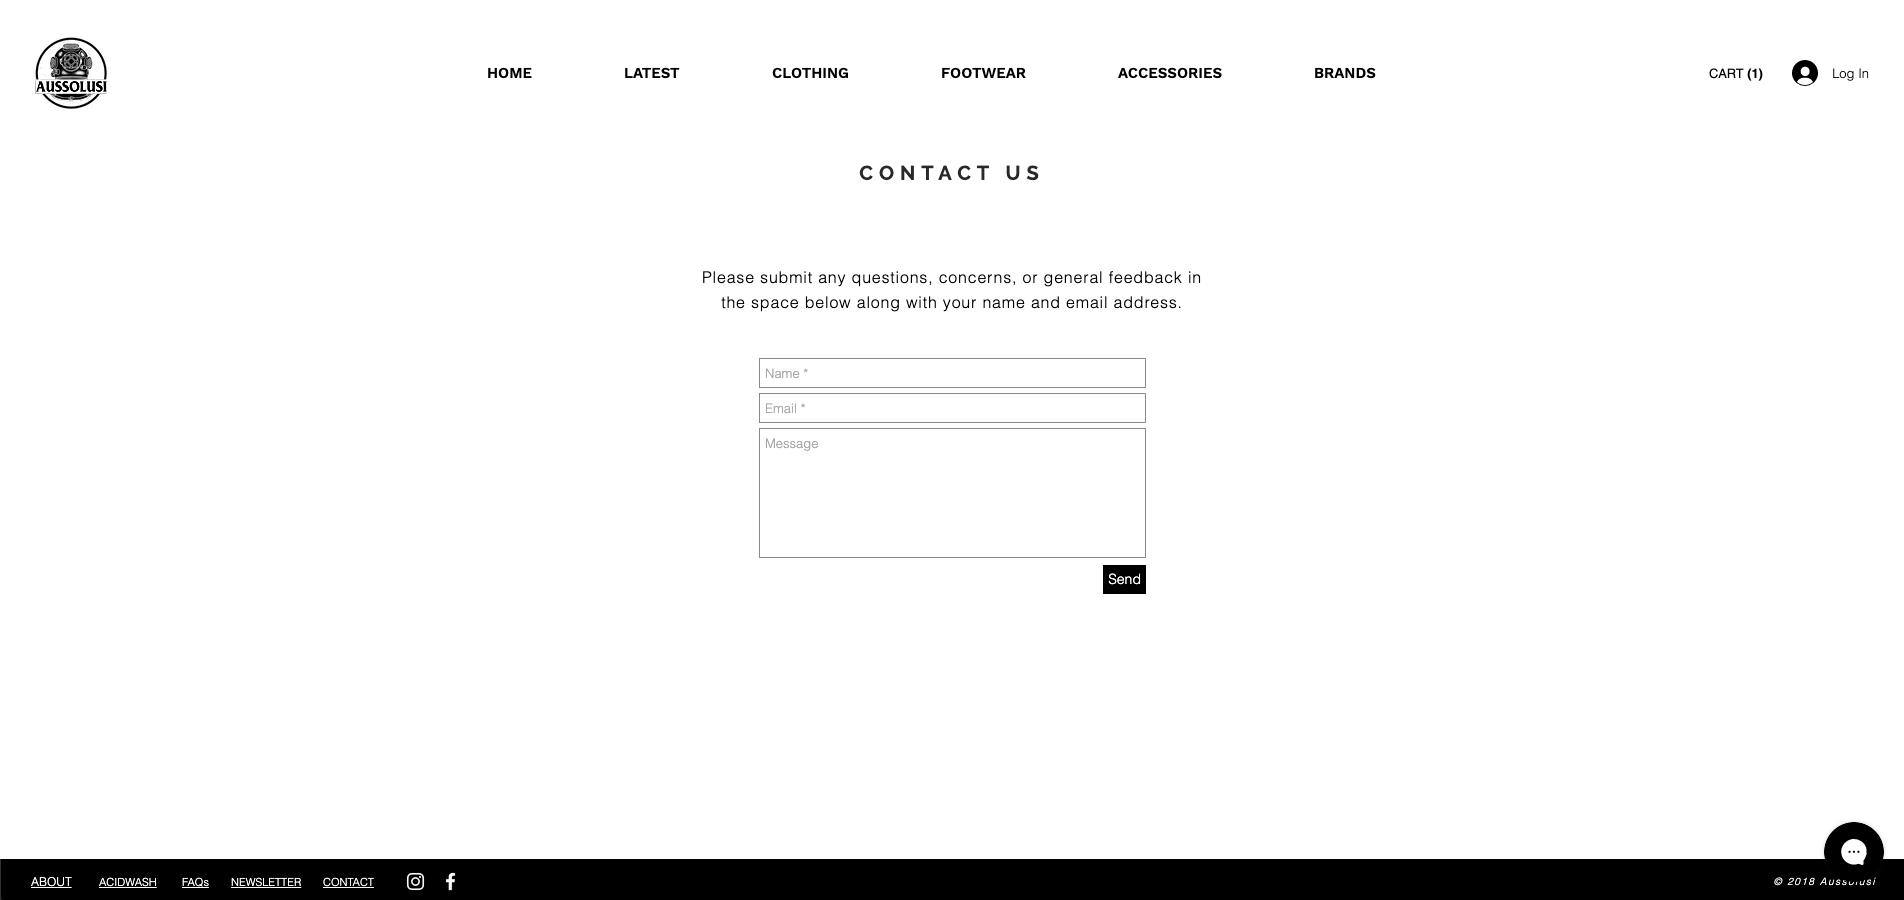 AUSSOLUSI
HOME
LATEST
CLOTHING
FOOTWEAR
ACCESSORIES
BRANDS
CART (1)
Log In
CONTACT US
Please submit any questions, concerns, or general feedback in
the space below along with your name and email address.
Name *
Email *
Message
Send
ABOUT
ACIDWASH
FAQs
NEWSLETTER
CONTACT
© 2018 Aussolusi